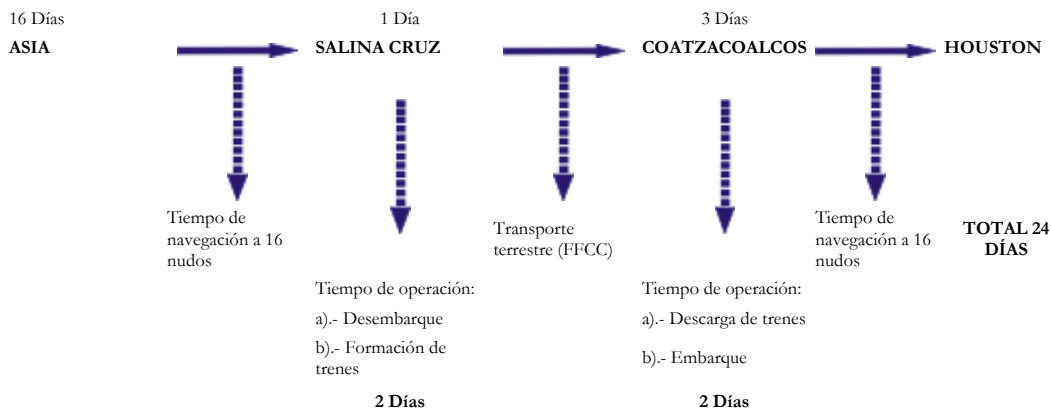 16 Días
1 Día
3 Días
ASIA
SALINA CRUZ
COATZACOALCOS
HOUSTON
Tiempo de
navegación a 16
nudos
Transporte
terrestre (FFCC)
Tiempo de
navegación a 16
nudos
TOTAL 24
DÍAS
Tiempo de operación:
a).- Desembarque
b).- Formación de
trenes
2 Días
Tiempo de operación:
a).- Descarga de trenes
b).- Embarque
2 Días